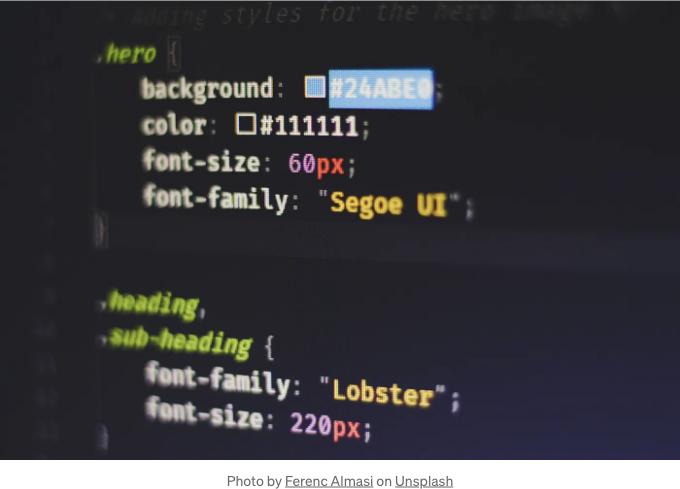 * Adding styles for the hero image *
.hero {
background: #24ABE0;
color: #111111;
font-size: 60px;
font-family: "Segoe UI";
}
.heading,
.sub-heading {
font-family: "Lobster";
font-size: 220px;
}
Photo by Ferenc Almasi on Unsplash